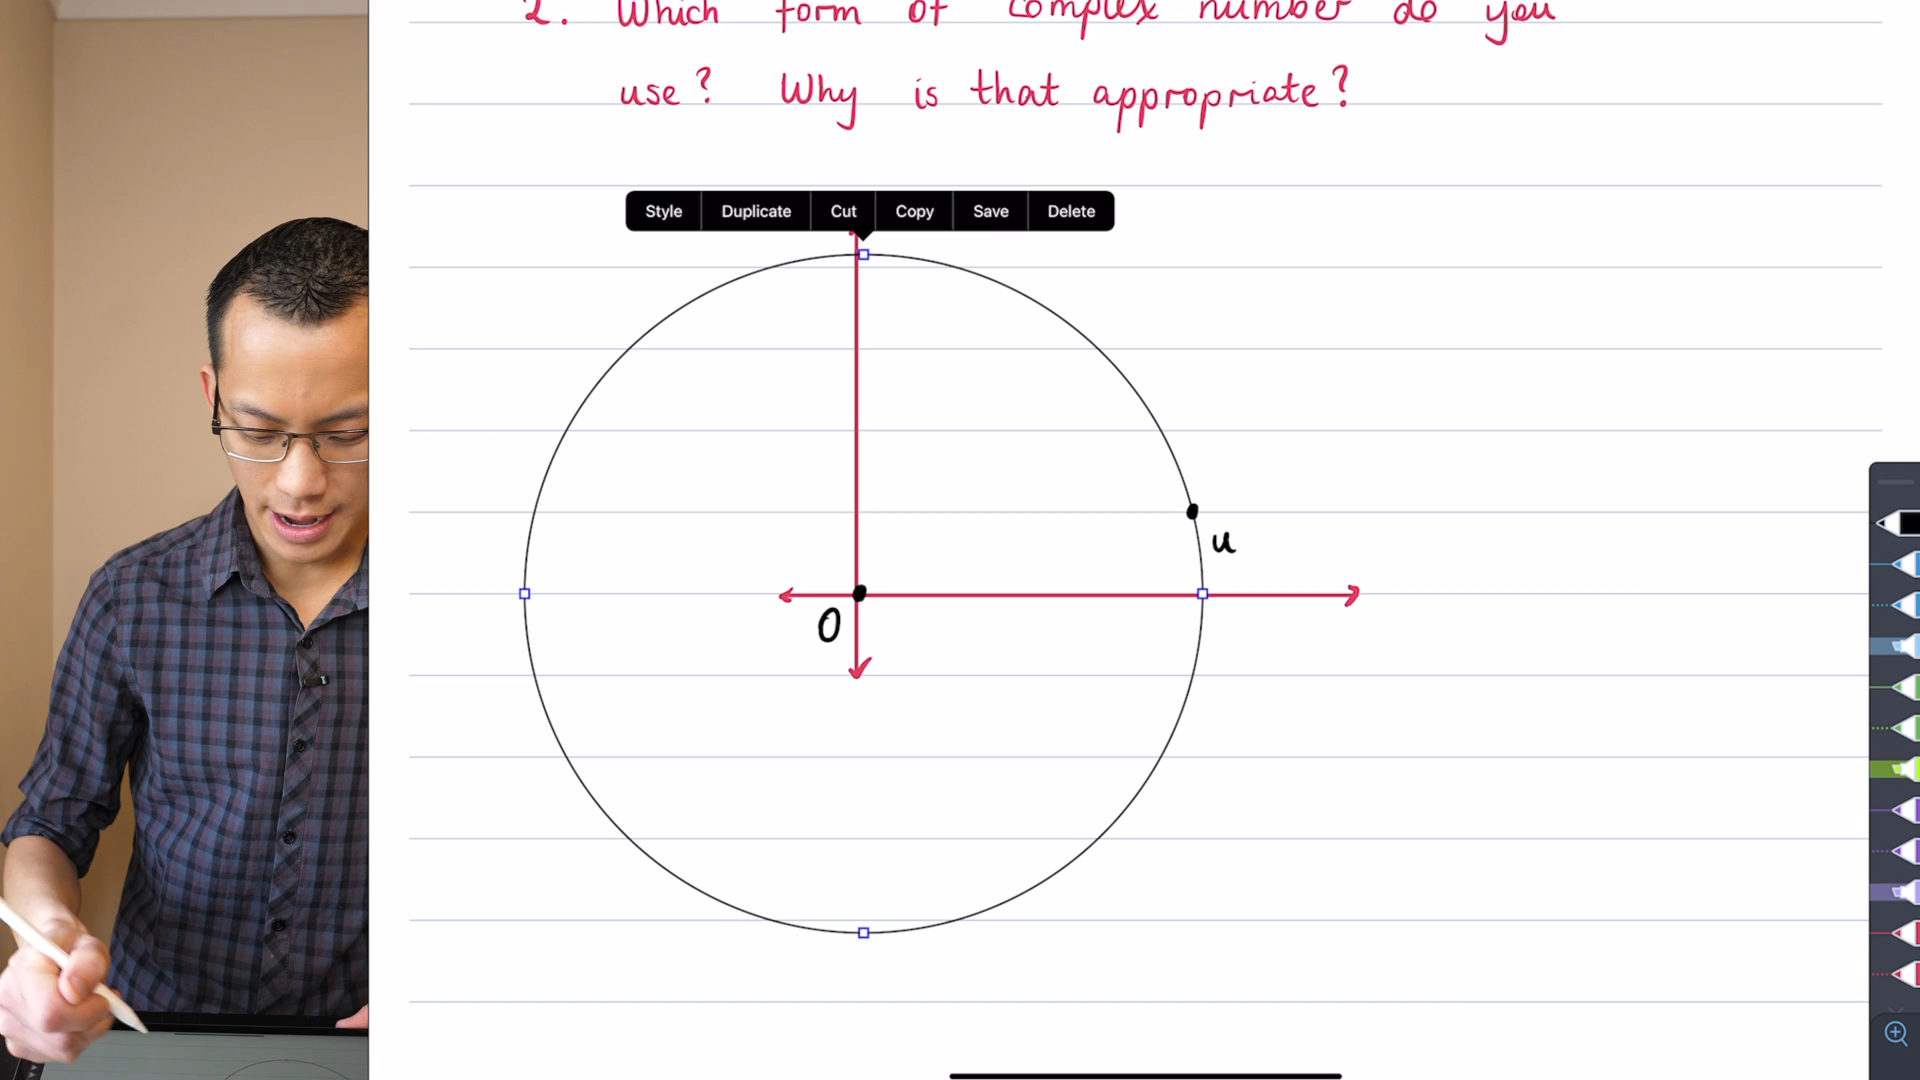 2. Which form of complex number do you
use? Why is that appropriate?
Style Duplicate Cut Copy Save Delete
u
O